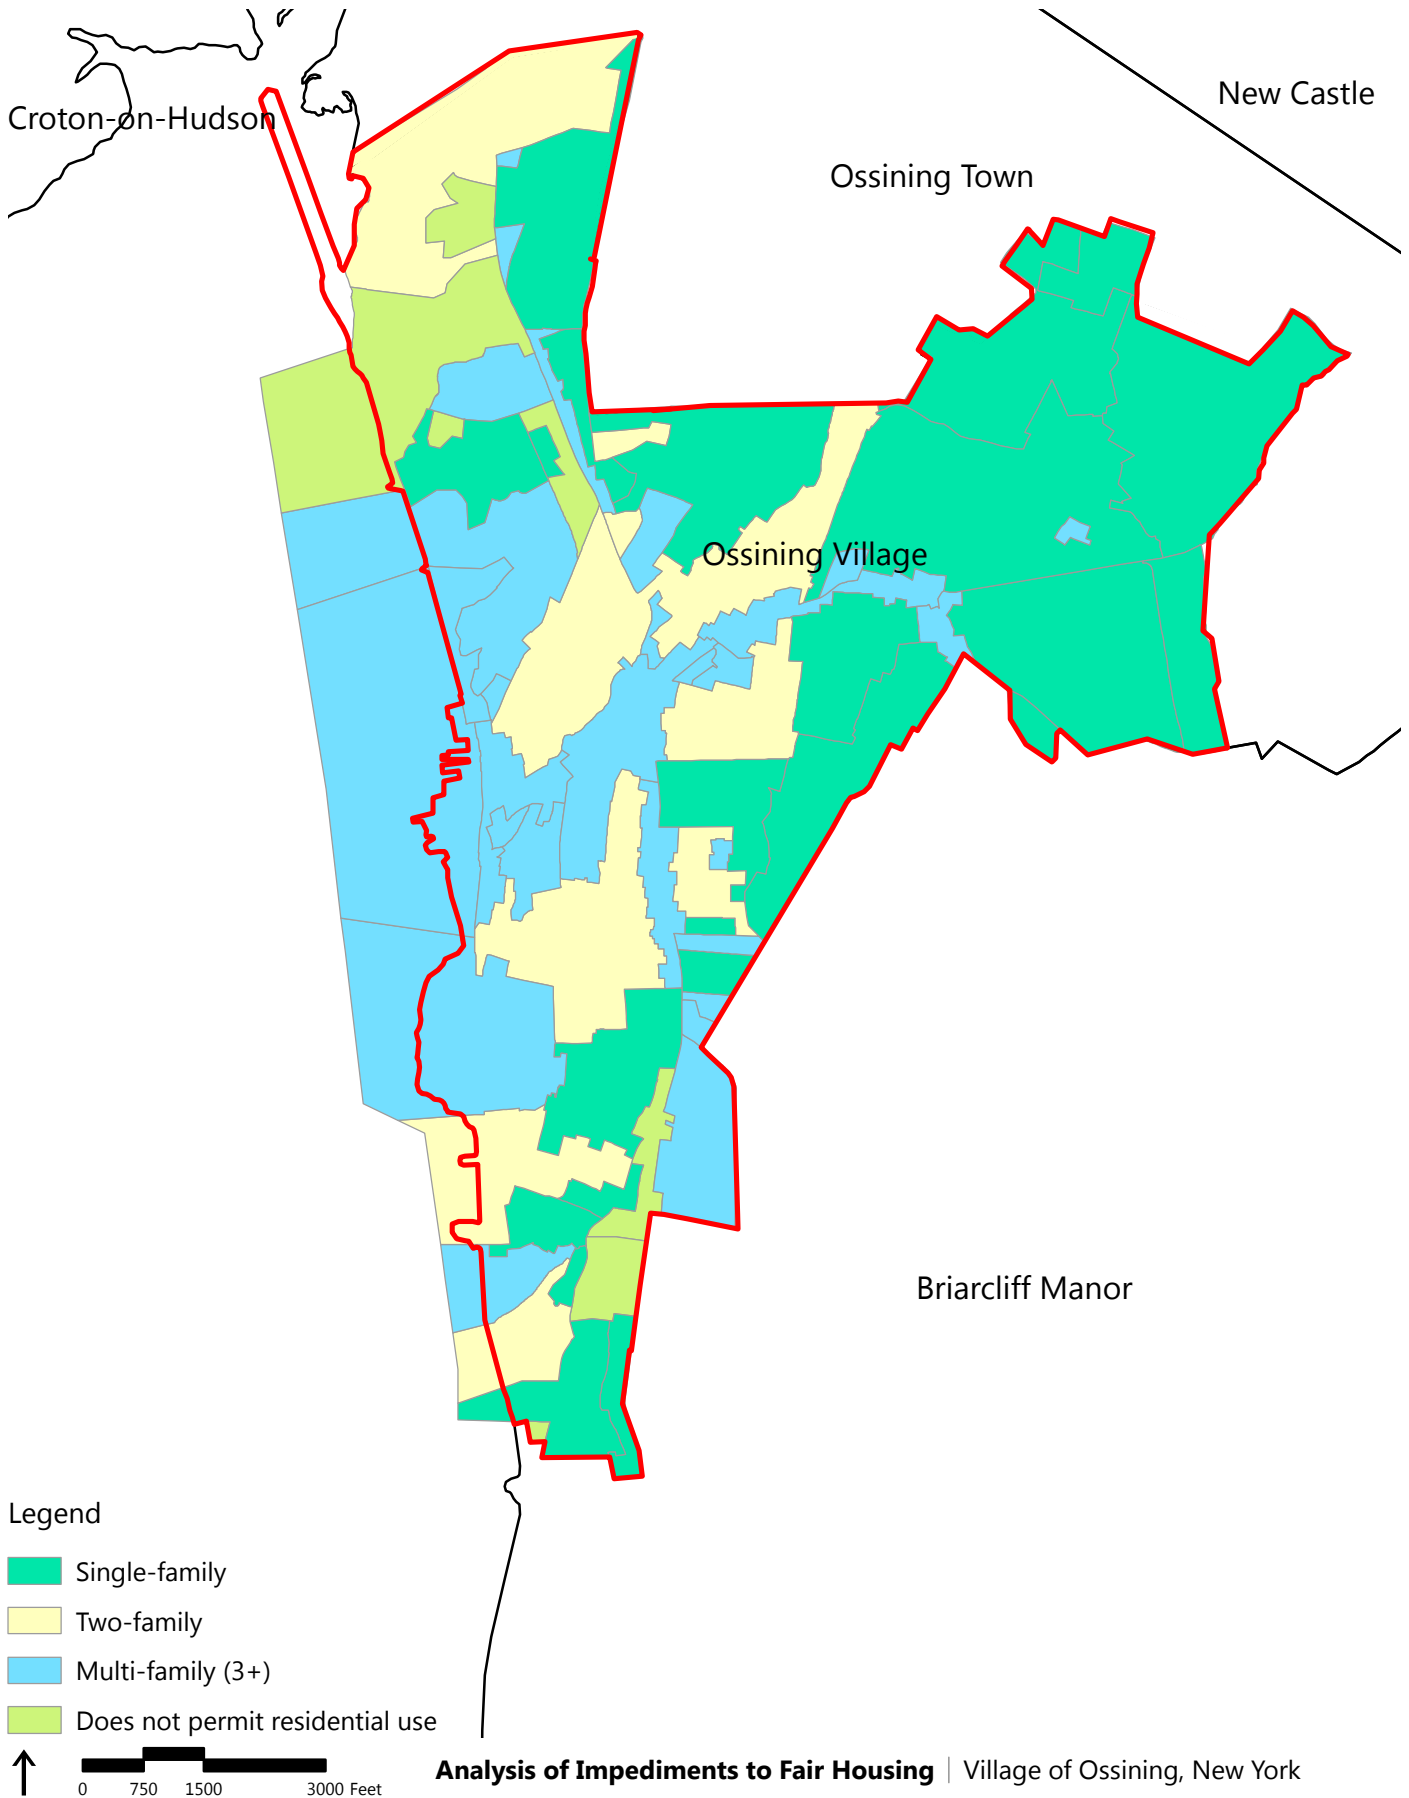 New Castle
Croton-on-Hudson
Ossining Town
Ossining Village
Briarcliff Manor
Legend
Single-family
Two-family
Multi-family (3+)
Does not permit residential use
0 750 1500 3000 Feet
Analysis of Impediments to Fair Housing | Village of Ossining, New York